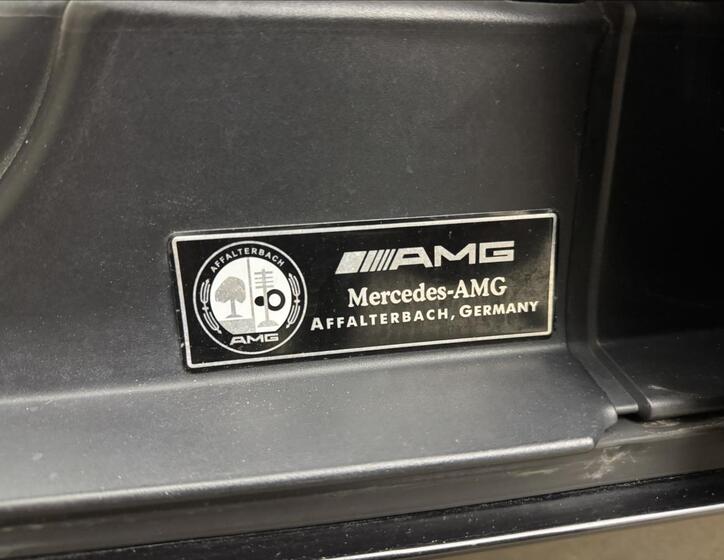 AFFALTERBACH
AMG
AMG
Mercedes-AMG
AFFALTERBACH, GERMANY